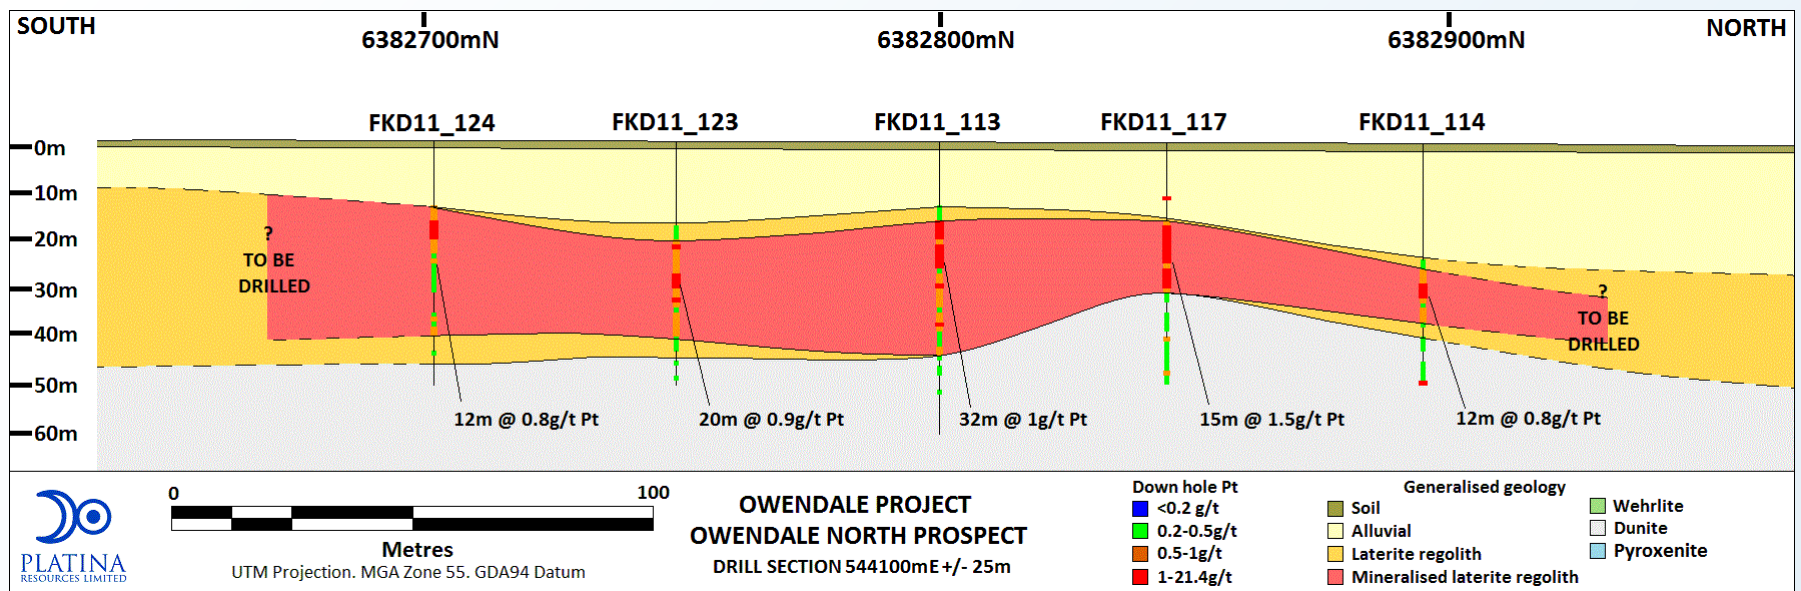 SOUTH
NORTH
6382700mN
6382800mN
6382900mN
FKD11_124
FKD11_123
FKD11_113
FKD11_117
FKD11_114
0m
10m
20m
30m
40m
50m
60m
?
TO BE
DRILLED
?
TO BE
DRILLED
12m @ 0.8g/t Pt
20m @ 0.9g/t Pt
32m @ 1g/t Pt
15m @ 1.5g/t Pt
12m @ 0.8g/t Pt
PLATINA
RESOURCES LIMITED
0
100
Metres
UTM Projection. MGA Zone 55. GDA94 Datum
OWENDALE PROJECT
OWENDALE NORTH PROSPECT
DRILL SECTION 544100mE +/- 25m
Down hole Pt
<0.2 g/t
0.2-0.5g/t
0.5-1g/t
1-21.4g/t
Generalised geology
Soil
Alluvial
Laterite regolith
Mineralised laterite regolith
Wehrlite
Dunite
Pyroxenite